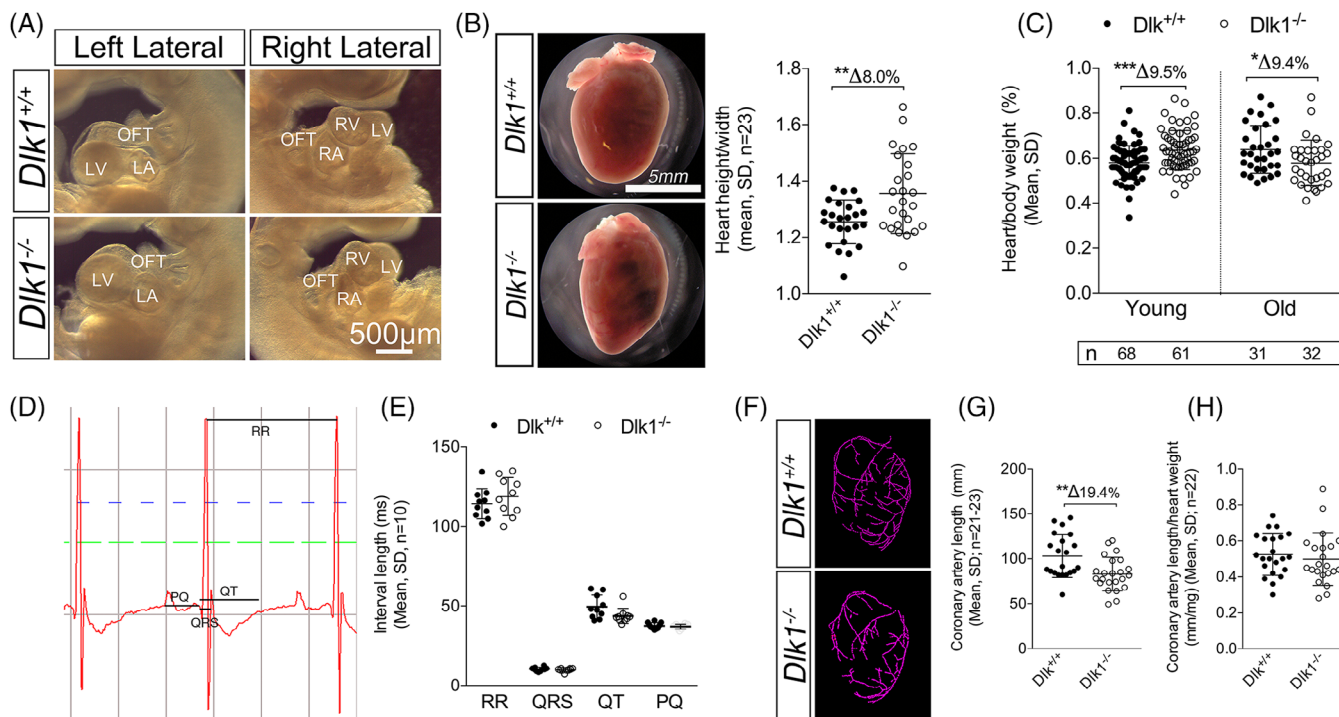 (A)
Left Lateral
Right Lateral
Dlk1+/+
OFT
LV
LA
RV
LV
OFT
RA
Dlk1-/-
OFT
LV
LA
RV
LV
OFT
RA
500µm
(B)
Dlk1+/+
5mm
Dlk1-/-
Heart height/width
(mean, SD, n=23)
1.8
1.6
1.4
1.2
1.0
**Δ8.0%
Dlk1+/+
Dlk1-/-
(C)
Dlk+/+
Dlk1-/-
Heart/body weight (%)
(Mean, SD)
1.0
0.8
0.6
0.4
0.2
0.0
***Δ9.5%
*Δ9.4%
Young
Old
n 68 61 31 32
(D)
RR
PQ
QT
QRS
(E)
Dlk+/+
Dlk1-/-
Interval length (ms)
(Mean, SD, n=10)
150
100
50
0
RR QRS QT PQ
(F)
Dlk1+/+
Dlk1-/-
(G)
Coronary artery length (mm)
(Mean, SD; n=21-23)
200
150
100
50
0
**Δ19.4%
Dlk+/+
Dlk1-/-
(H)
Coronary artery length/heart weight
(mm/mg) (Mean, SD; n=22)
1.0
0.8
0.6
0.4
0.2
0.0
Dlk+/+
Dlk1-/-